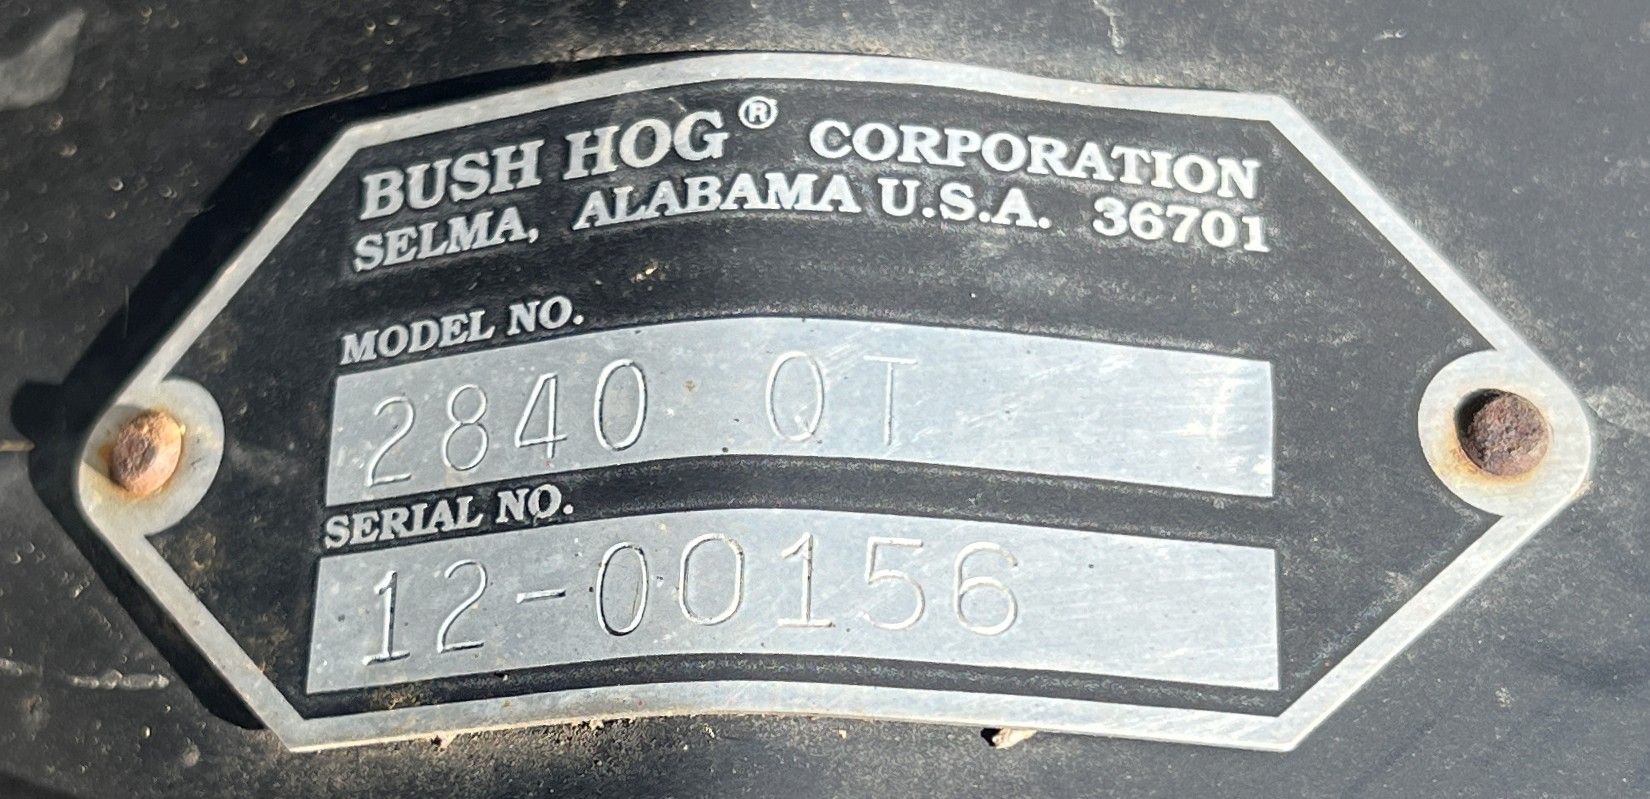 BUSH HOG® CORPORATION
SELMA, ALABAMA U.S.A. 36701
MODEL NO.
2840 QT
SERIAL NO.
12-00156